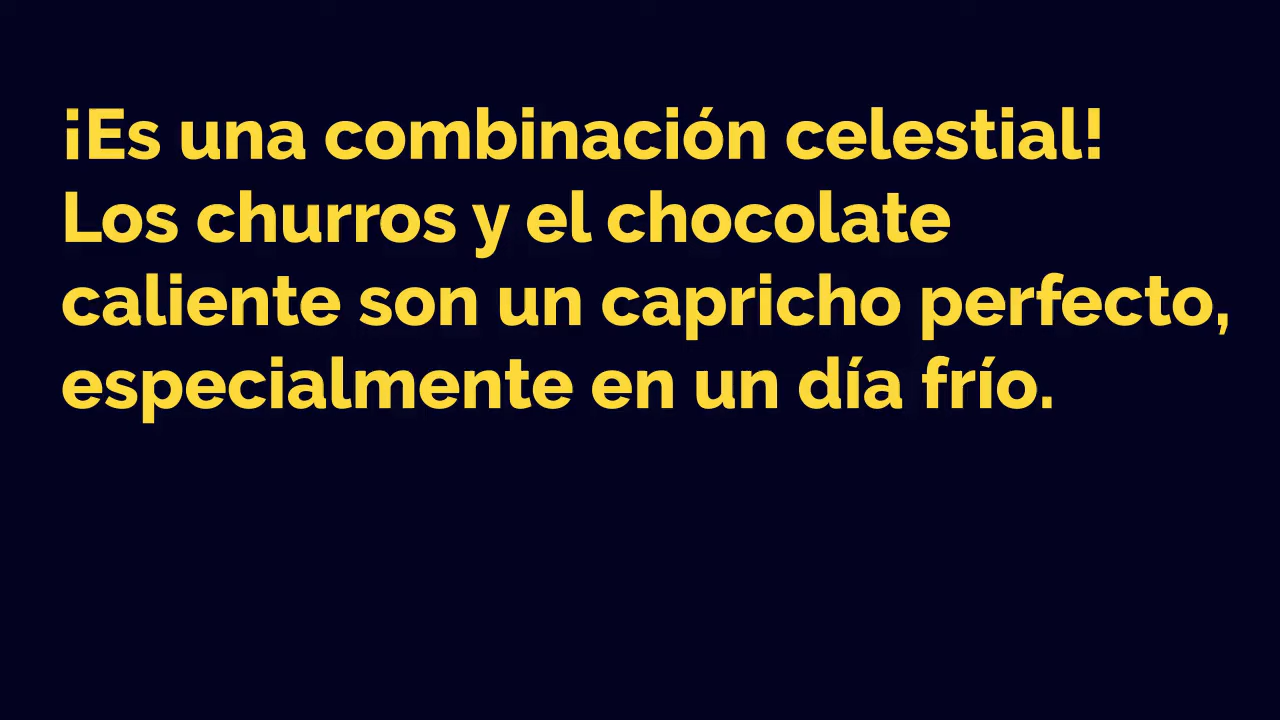 ¡Es una combinación celestial!
Los churros y el chocolate
caliente son un capricho perfecto,
especialmente en un día frío.